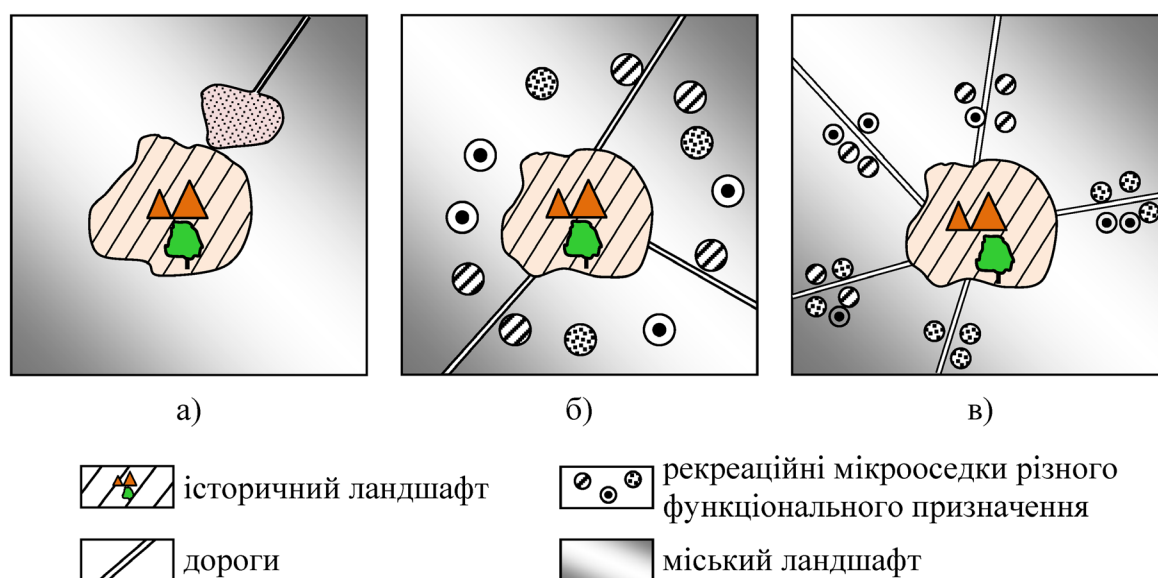 а)
б)
в)
історичний ландшафт
рекреаційні мікрооседки різного
функціонального призначення
дороги
міський ландшафт